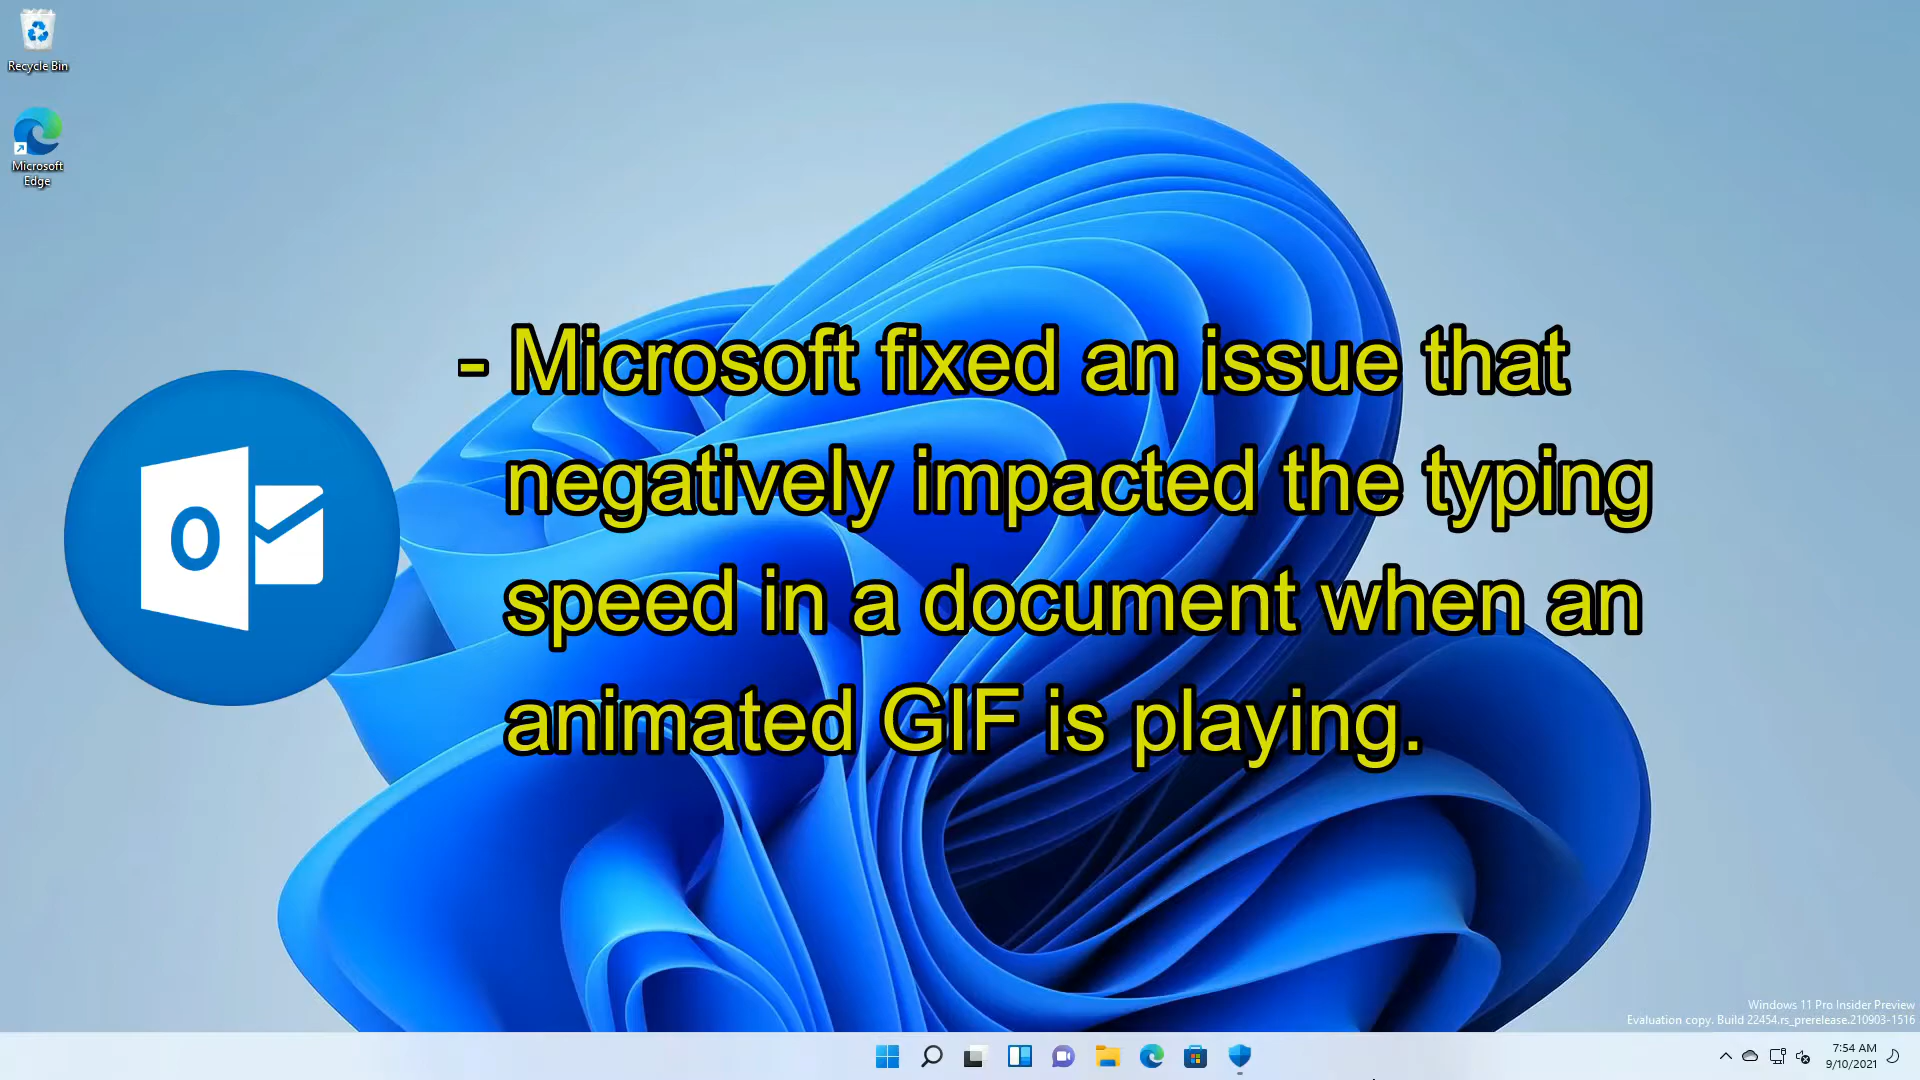 Recycle Bin
Microsoft
Edge
- Microsoft fixed an issue that
negatively impacted the typing
speed in a document when an
animated GIF is playing.
Windows 11 Pro Insider Preview
Evaluation copy. Build 22454.rs_prerelease.210903-1516
7:54 AM
9/10/2021